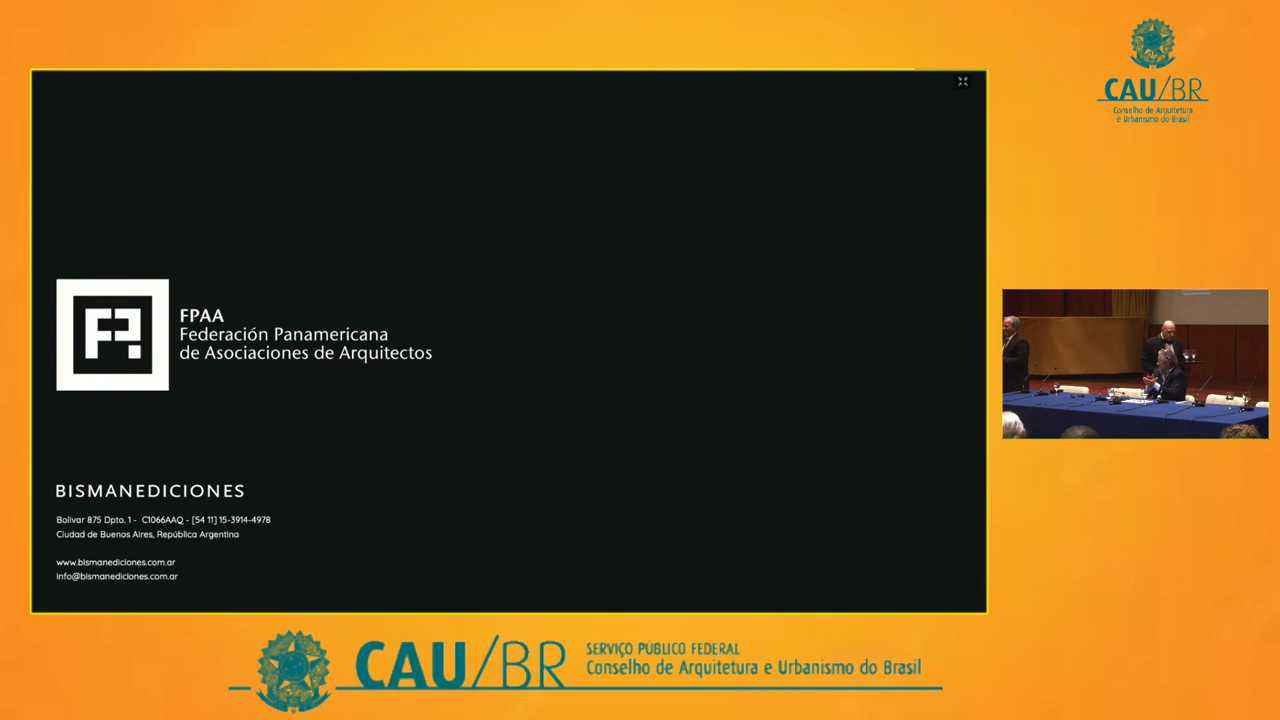 CAU/BR
Conselho de Arquitetura
e Urbanismo do Brasil
FPAA
Federación Panamericana
de Asociaciones de Arquitectos
BISMANEDICIONES
Bolivar 875 Dpto. 1 - C1066AAQ - [54 11] 15-3914-4978
Ciudad de Buenos Aires, República Argentina
www.bismanediciones.com.ar
info@bismanediciones.com.ar
CAU/BR
SERVIÇO PÚBLICO FEDERAL
Conselho de Arquitetura e Urbanismo do Brasil